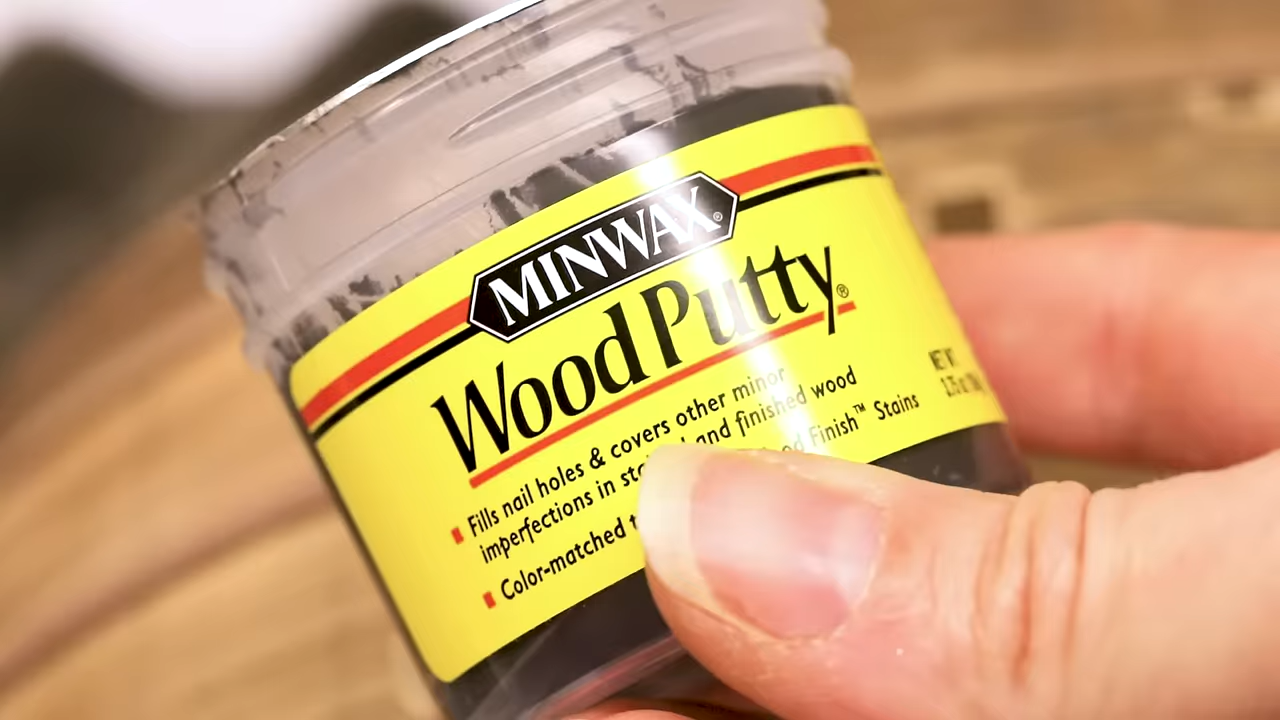 MINWAX®
Wood Putty®
Fills nail holes & covers other minor
imperfections in and finished wood
Color-matched Finish™ Stains
NET WT.